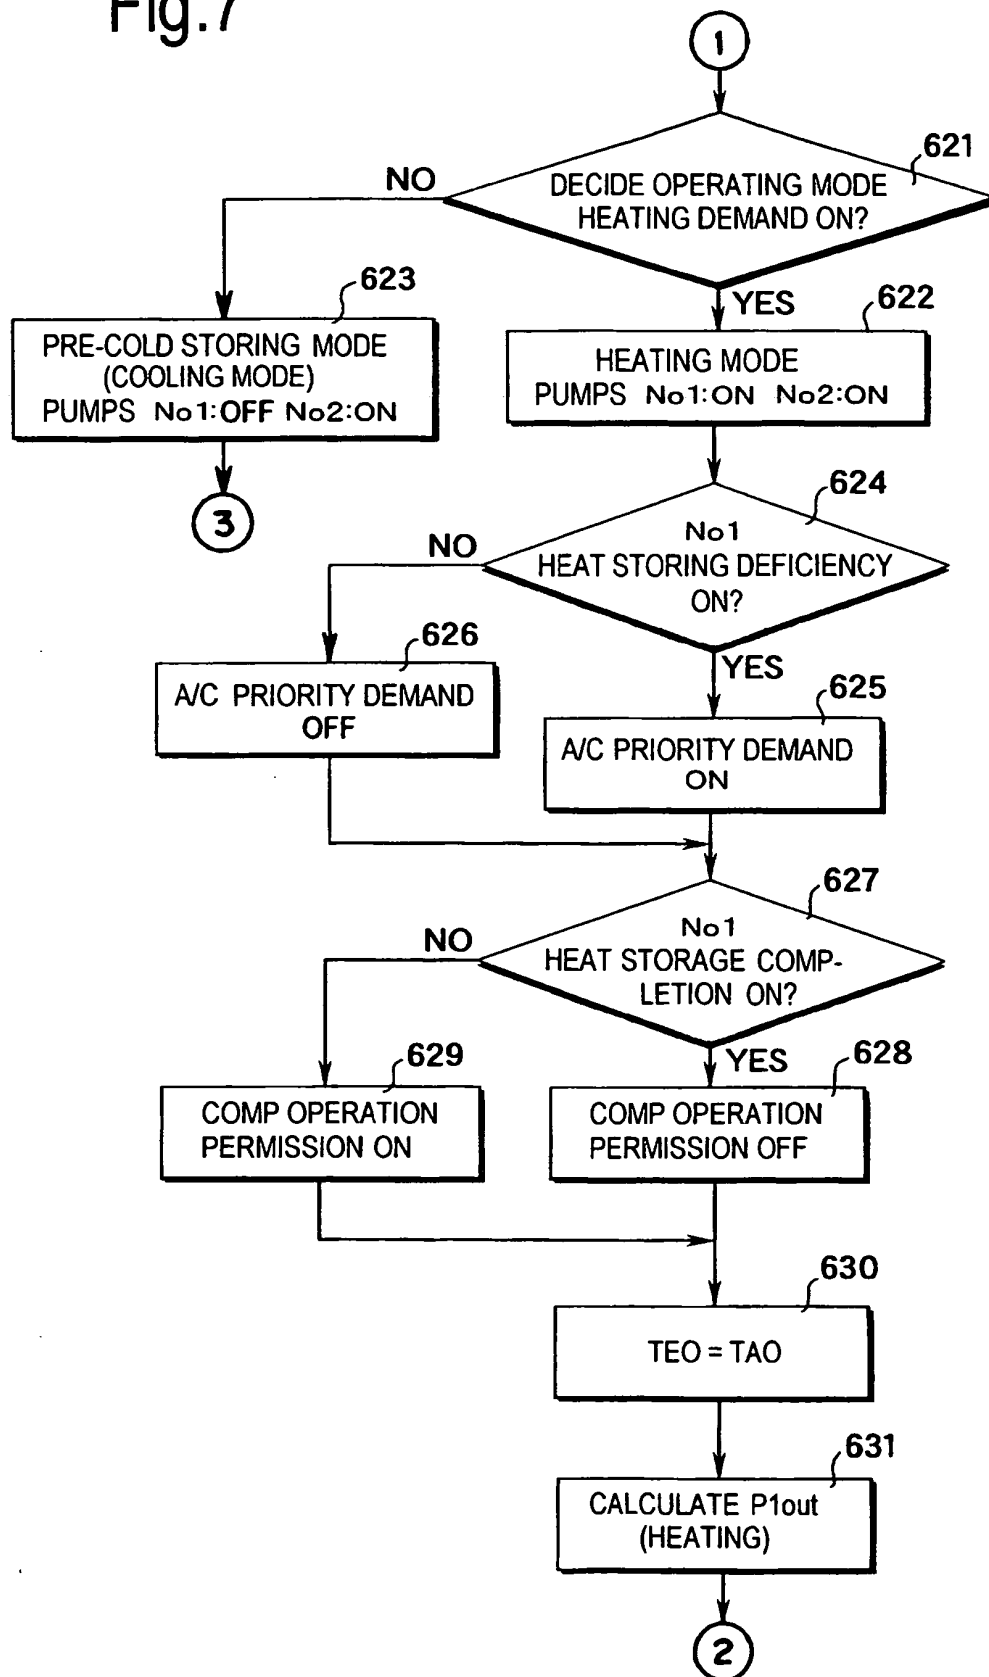 Fig.7
1
621
DECIDE OPERATING MODE
HEATING DEMAND ON?
NO
YES
623
PRE-COLD STORING MODE
(COOLING MODE)
PUMPS No1:OFF No2:ON
3
622
HEATING MODE
PUMPS No1:ON No2:ON
624
No1
HEAT STORING DEFICIENCY
ON?
NO
YES
626
A/C PRIORITY DEMAND
OFF
625
A/C PRIORITY DEMAND
ON
627
No1
HEAT STORAGE COMP-
LETION ON?
NO
YES
629
COMP OPERATION
PERMISSION ON
628
COMP OPERATION
PERMISSION OFF
630
TEO = TAO
631
CALCULATE P1out
(HEATING)
2